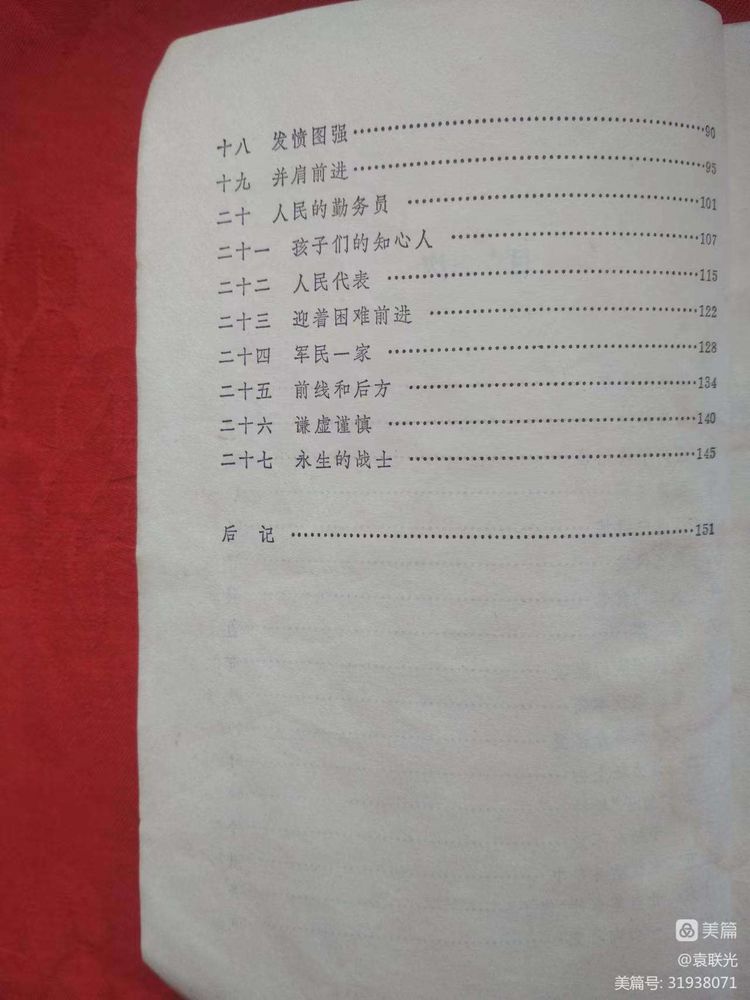 十八 发愤图强 90
十九 并肩前进 95
二十 人民的勤务员 101
二十一 孩子们的知心人 107
二十二 人民代表 115
二十三 迎着困难前进 122
二十四 军民一家 128
二十五 前线和后方 134
二十六 谦虚谨慎 140
二十七 永生的战士 145
后 记 151
美篇
@袁联光
美篇号: 31938071